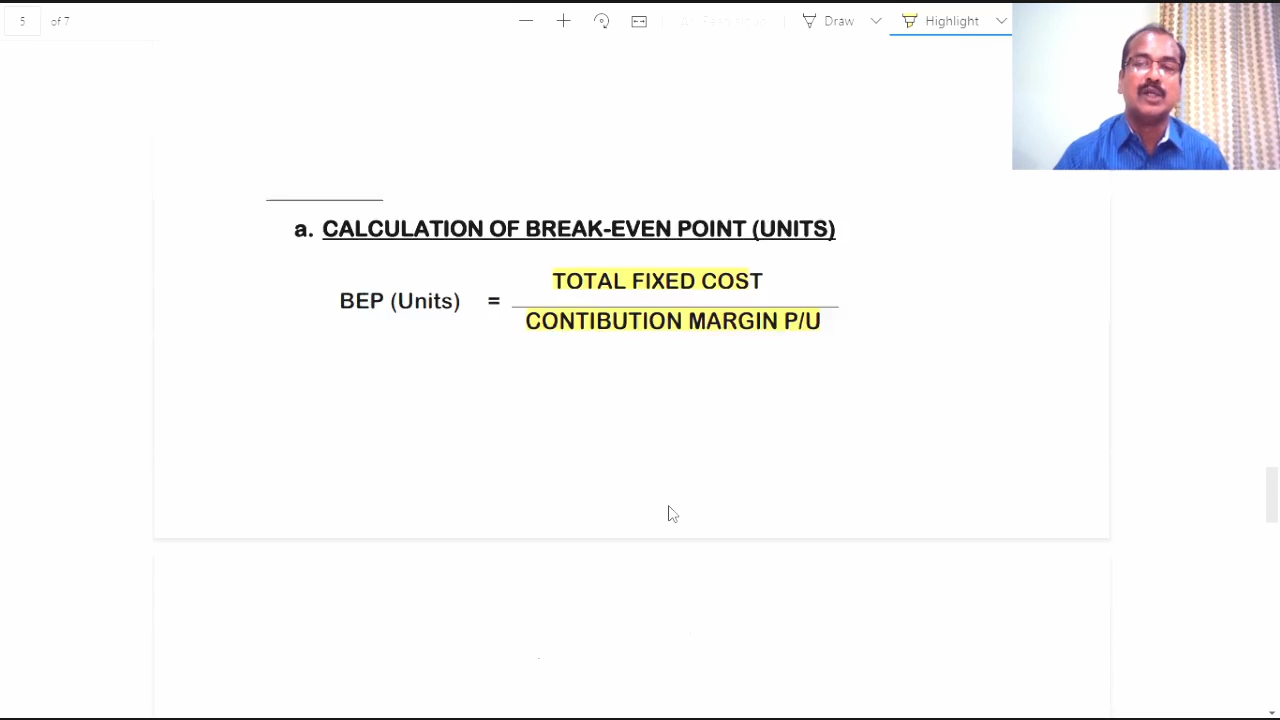 5 of 7 Draw Highlight
a. CALCULATION OF BREAK-EVEN POINT (UNITS)
TOTAL FIXED COST
BEP (Units) =
CONTIBUTION MARGIN P/U